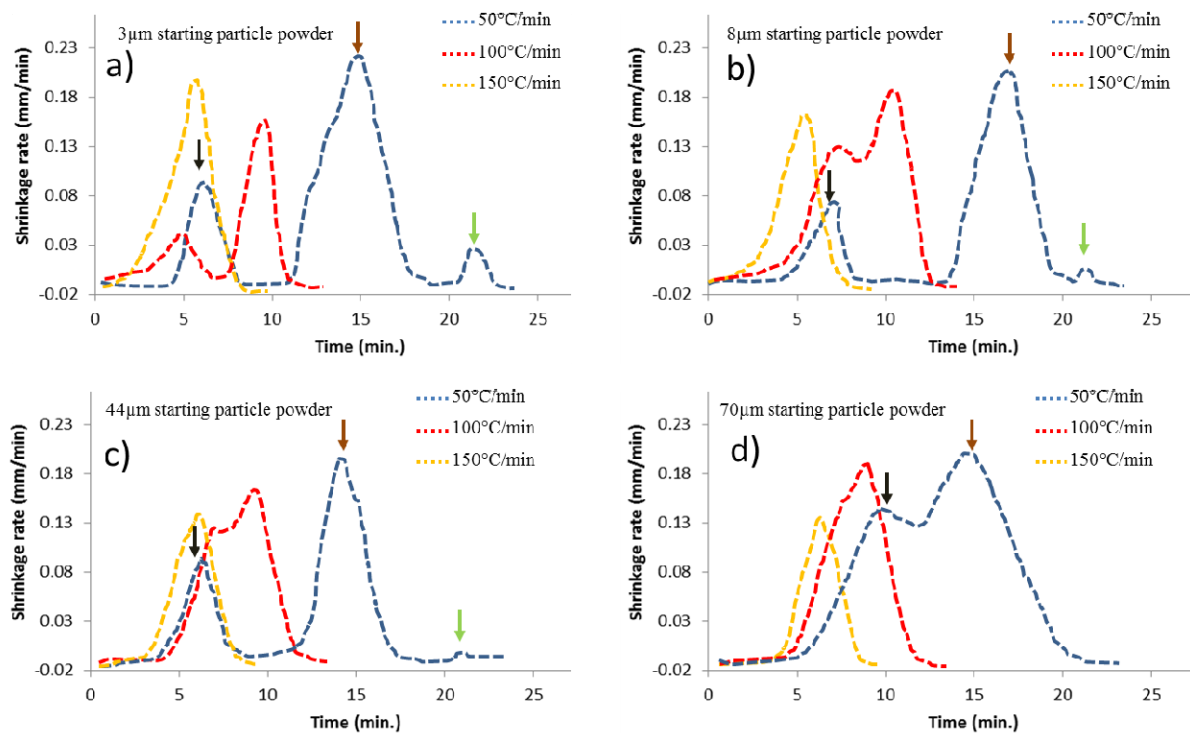 3µm starting particle powder
a)
50°C/min
100°C/min
150°C/min
Shrinkage rate (mm/min)
0.23
0.18
0.13
0.08
0.03
-0.02
0 5 10 15 20 25
Time (min.)
8µm starting particle powder
b)
50°C/min
100°C/min
150°C/min
Shrinkage rate (mm/min)
0.23
0.18
0.13
0.08
0.03
-0.02
0 5 10 15 20 25
Time (min.)
44µm starting particle powder
c)
50°C/min
100°C/min
150°C/min
Shrinkage rate (mm/min)
0.23
0.18
0.13
0.08
0.03
-0.02
0 5 10 15 20 25
Time (min.)
70µm starting particle powder
d)
50°C/min
100°C/min
150°C/min
Shrinkage rate (mm/min)
0.23
0.18
0.13
0.08
0.03
-0.02
0 5 10 15 20 25
Time (min.)